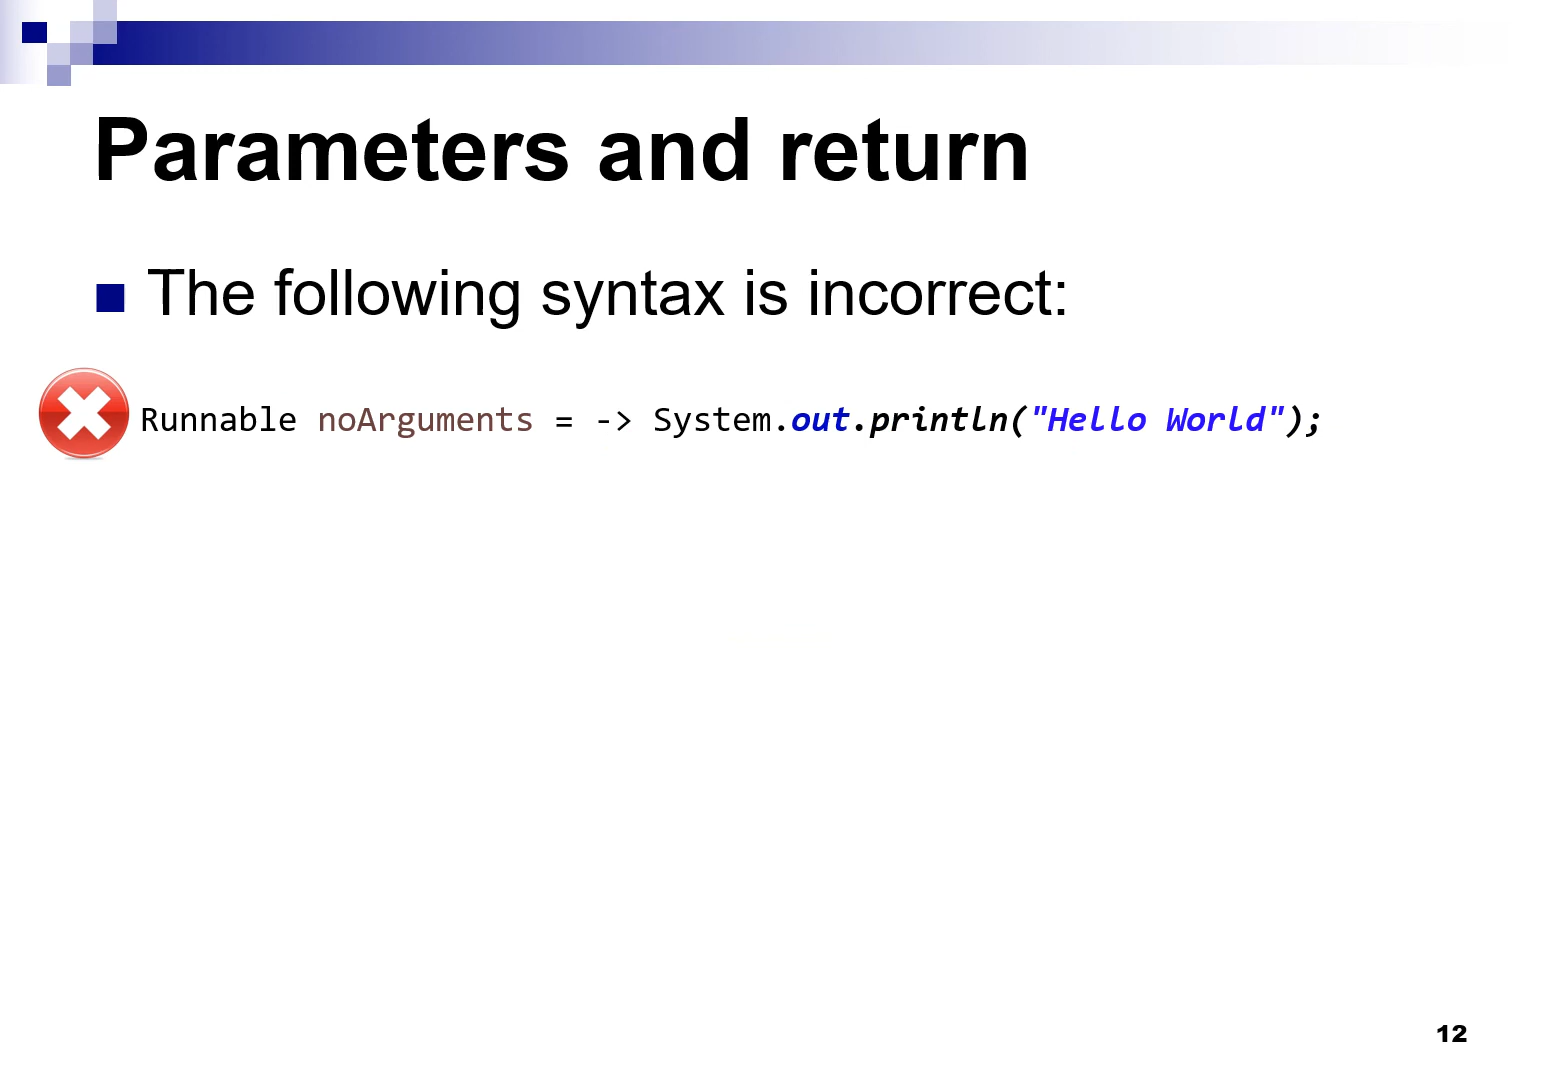 Parameters and return
The following syntax is incorrect:
Runnable noArguments = -> System.out.println("Hello World");
12